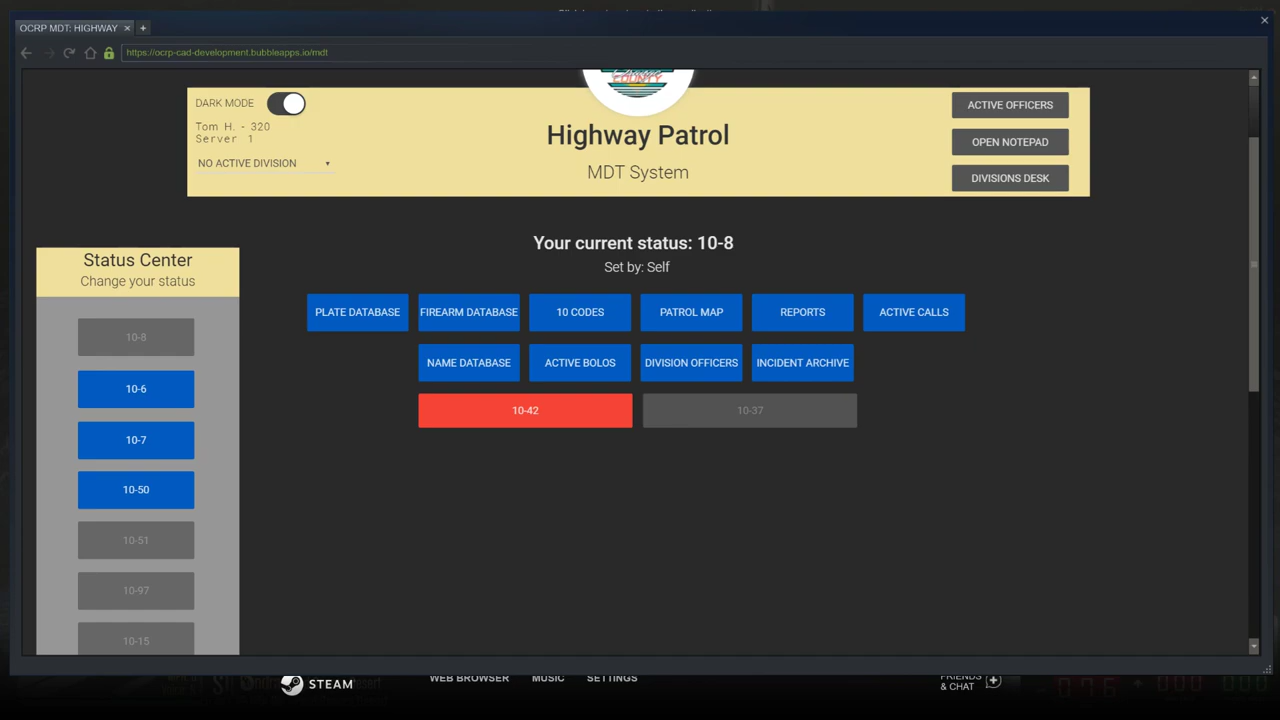 OCRP MDT: HIGHWAY
https://ocrp-cad-development.bubbleapps.io/mdt
COUNTY
DARK MODE
Tom H. - 320
Server 1
NO ACTIVE DIVISION
Highway Patrol
MDT System
ACTIVE OFFICERS
OPEN NOTEPAD
DIVISIONS DESK
Your current status: 10-8
Set by: Self
Status Center
Change your status
10-8
10-6
10-7
10-50
10-51
10-97
10-15
PLATE DATABASE
FIREARM DATABASE
10 CODES
PATROL MAP
REPORTS
ACTIVE CALLS
NAME DATABASE
ACTIVE BOLOS
DIVISION OFFICERS
INCIDENT ARCHIVE
10-42
10-37
STEAM
WEB BROWSER
MUSIC
SETTINGS
FRIENDS
& CHAT